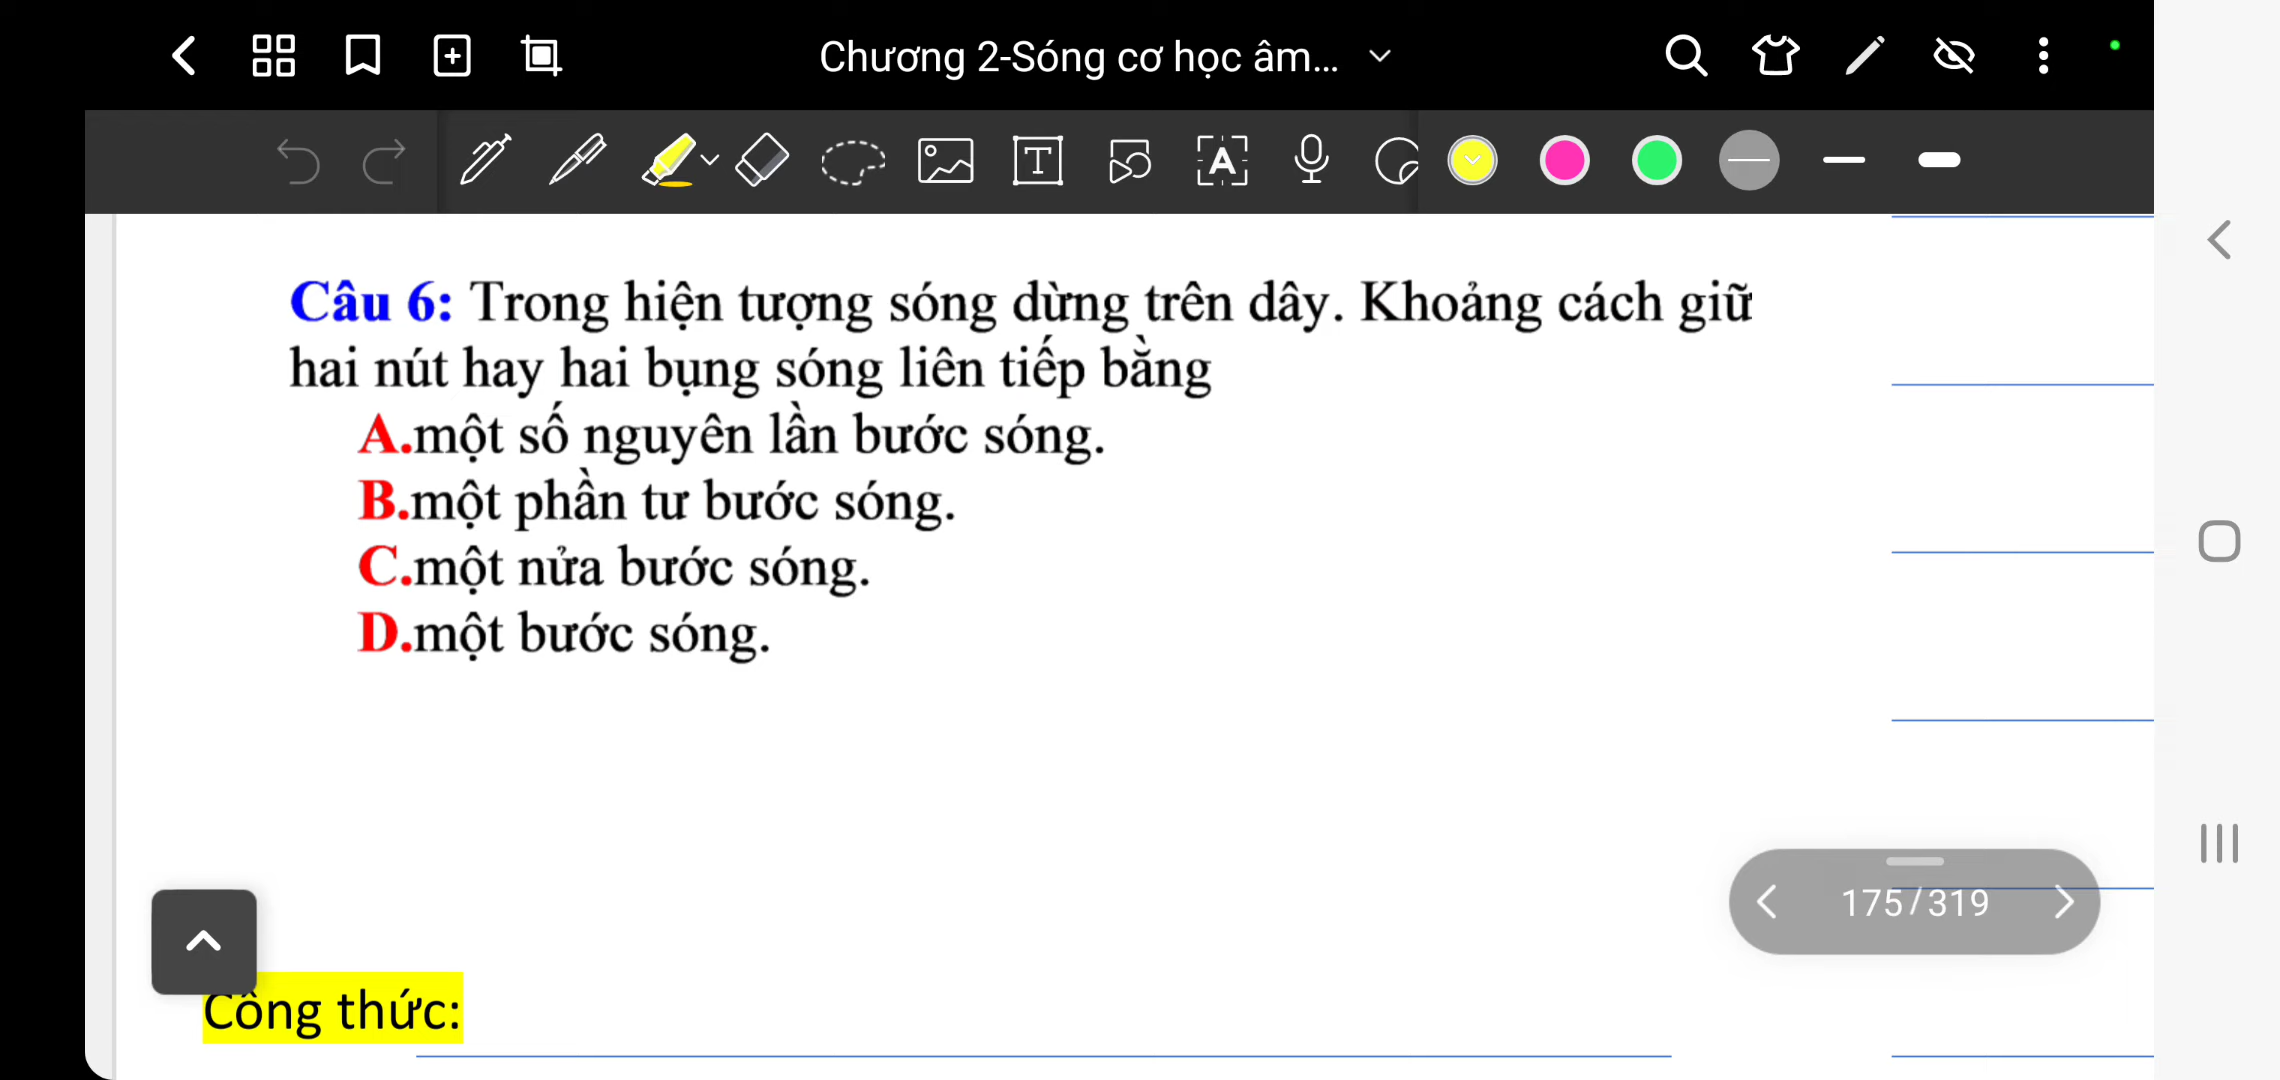 Chương 2-Sóng cơ học âm...
Câu 6: Trong hiện tượng sóng dừng trên dây. Khoảng cách giữ
hai nút hay hai bụng sóng liên tiếp bằng
A.một số nguyên lần bước sóng.
B.một phần tư bước sóng.
C.một nửa bước sóng.
D.một bước sóng.
175/319
Công thức: